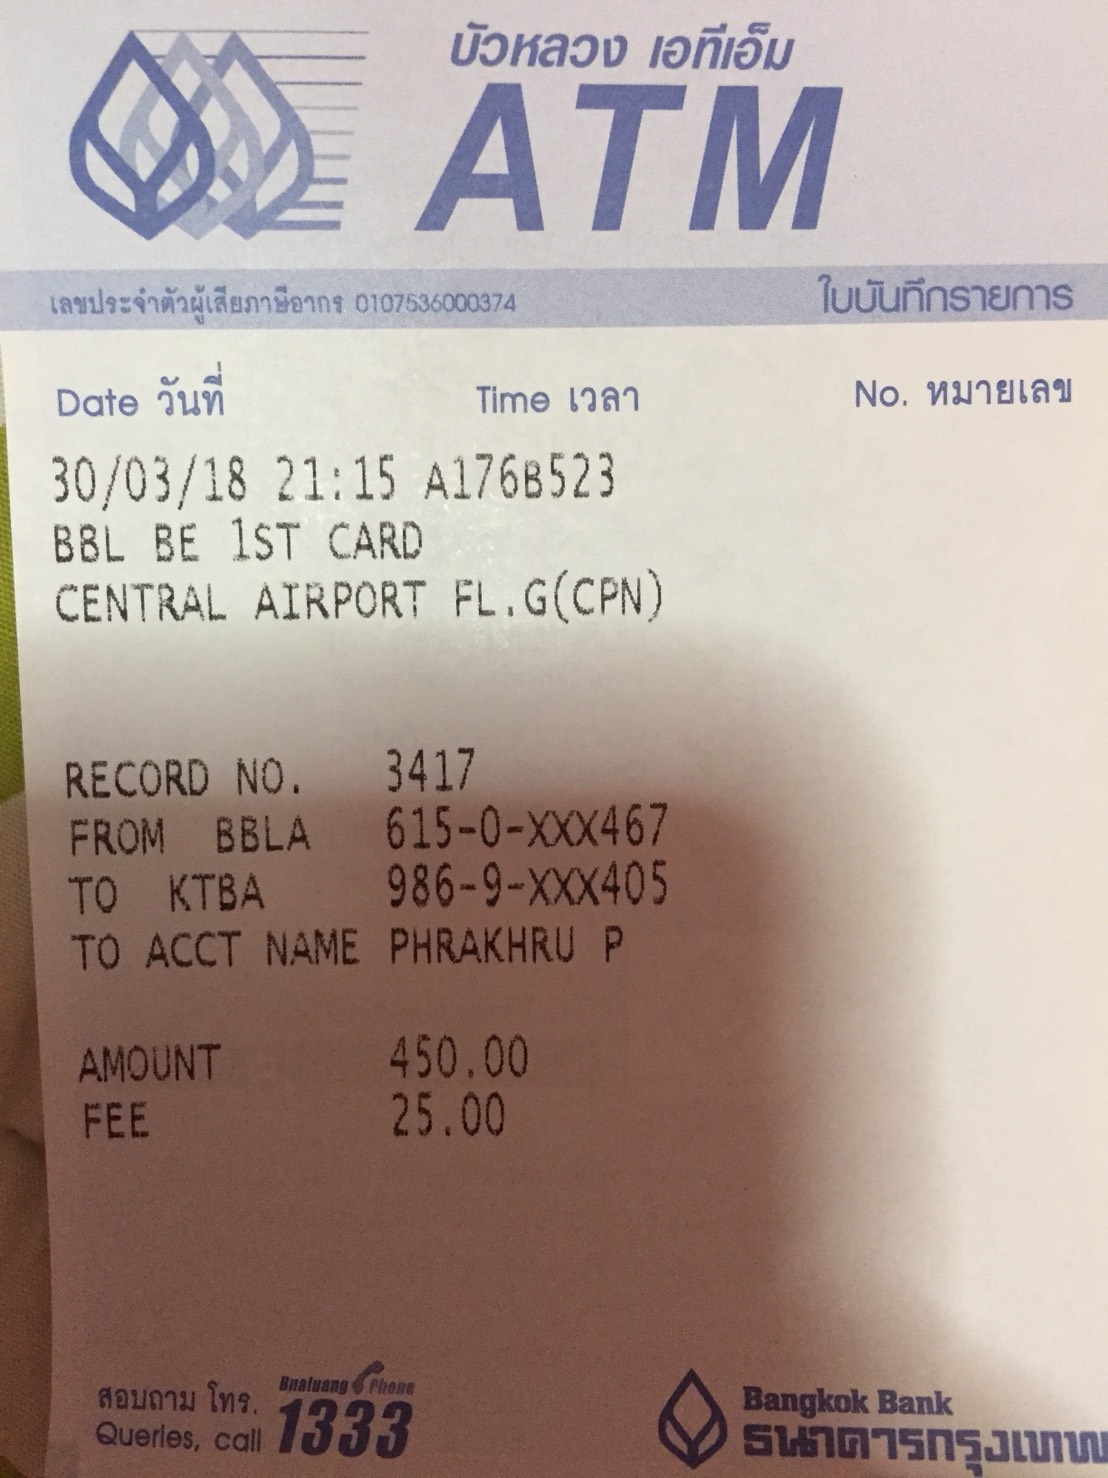 บัวหลวง เอทีเอ็ม
ATM
เลขประจำตัวผู้เสียภาษีอากร 0107536000374 ใบบันทึกรายการ
Date วันที่ Time เวลา No. หมายเลข
30/03/18 21:15 A176B523
BBL BE 1ST CARD
CENTRAL AIRPORT FL.G(CPN)
RECORD NO. 3417
FROM BBLA 615-0-XXX467
TO KTBA 986-9-XXX405
TO ACCT NAME PHRAKHRU P
AMOUNT 450.00
FEE 25.00
สอบถาม โทร. Bualuang Phone
Queries, call 1333
Bangkok Bank
ธนาคารกรุงเทพ